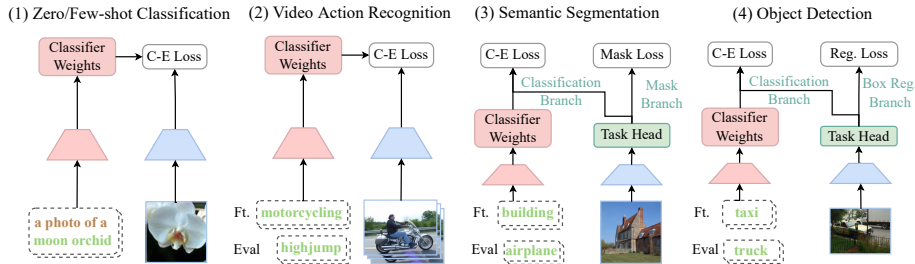 (1) Zero/Few-shot Classification
Classifier
Weights
C-E Loss
a photo of a
moon orchid
(2) Video Action Recognition
Classifier
Weights
C-E Loss
Ft.
motorcycling
Eval
highjump
(3) Semantic Segmentation
C-E Loss
Mask Loss
Classification
Branch
Mask
Branch
Classifier
Weights
Task Head
Ft.
building
Eval
airplane
(4) Object Detection
C-E Loss
Reg. Loss
Classification
Branch
Box Reg
Branch
Classifier
Weights
Task Head
Ft.
taxi
Eval
truck